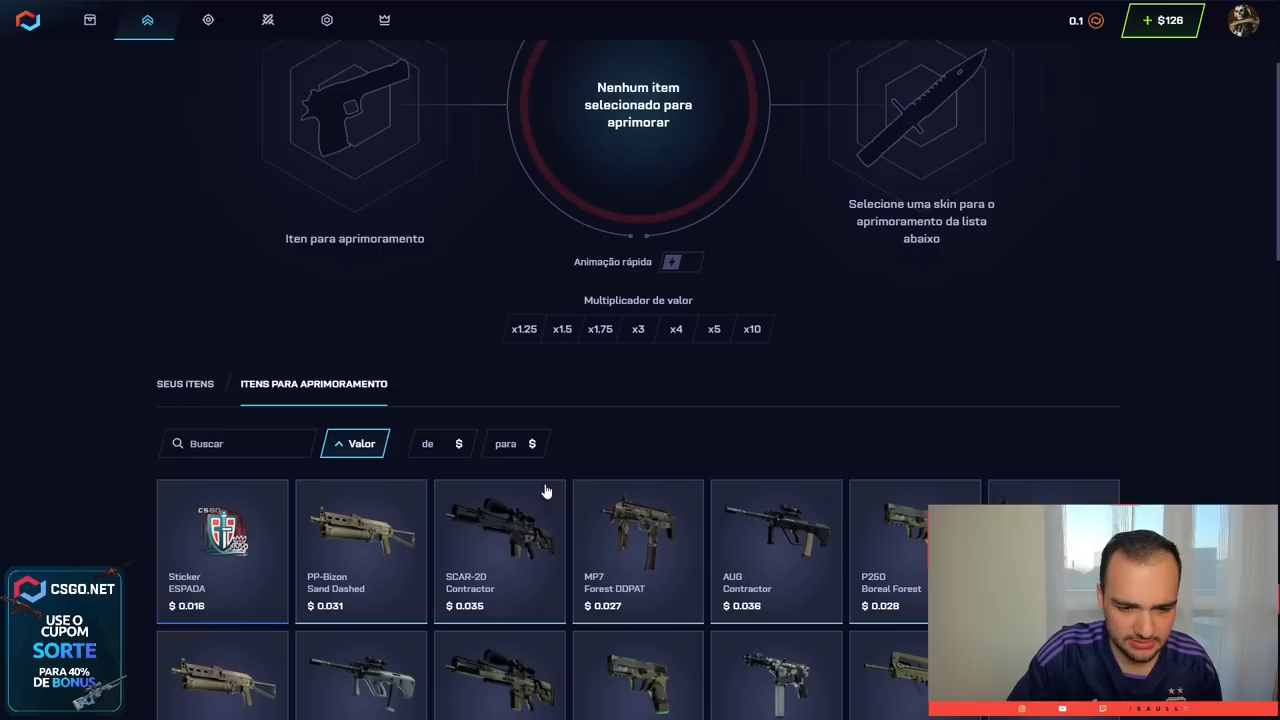 0.1
+ $126
Nenhum item
selecionado para
aprimorar
Iten para aprimoramento
Selecione uma skin para o
aprimoramento da lista
abaixo
Animação rápida
Multiplicador de valor
x1.25 x1.5 x1.75 x3 x4 x5 x10
SEUS ITENS / ITENS PARA APRIMORAMENTO
Buscar
Valor
de $
para $
CS:GO
Sticker
ESPADA
$ 0.016
PP-Bizon
Sand Dashed
$ 0.031
SCAR-20
Contractor
$ 0.035
MP7
Forest DDPAT
$ 0.027
AUG
Contractor
$ 0.036
P250
Boreal Forest
$ 0.028
CSGO.NET
USE O
CUPOM
SORTE
PARA 40%
DE BONUS